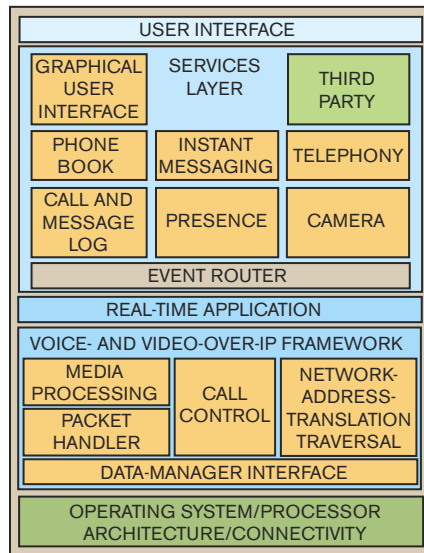 USER INTERFACE
GRAPHICAL
USER
INTERFACE
SERVICES
LAYER
THIRD
PARTY
PHONE
BOOK
INSTANT
MESSAGING
TELEPHONY
CALL AND
MESSAGE
LOG
PRESENCE
CAMERA
EVENT ROUTER
REAL-TIME APPLICATION
VOICE- AND VIDEO-OVER-IP FRAMEWORK
MEDIA
PROCESSING
PACKET
HANDLER
CALL
CONTROL
NETWORK-
ADDRESS-
TRANSLATION
TRAVERSAL
DATA-MANAGER INTERFACE
OPERATING SYSTEM/PROCESSOR
ARCHITECTURE/CONNECTIVITY